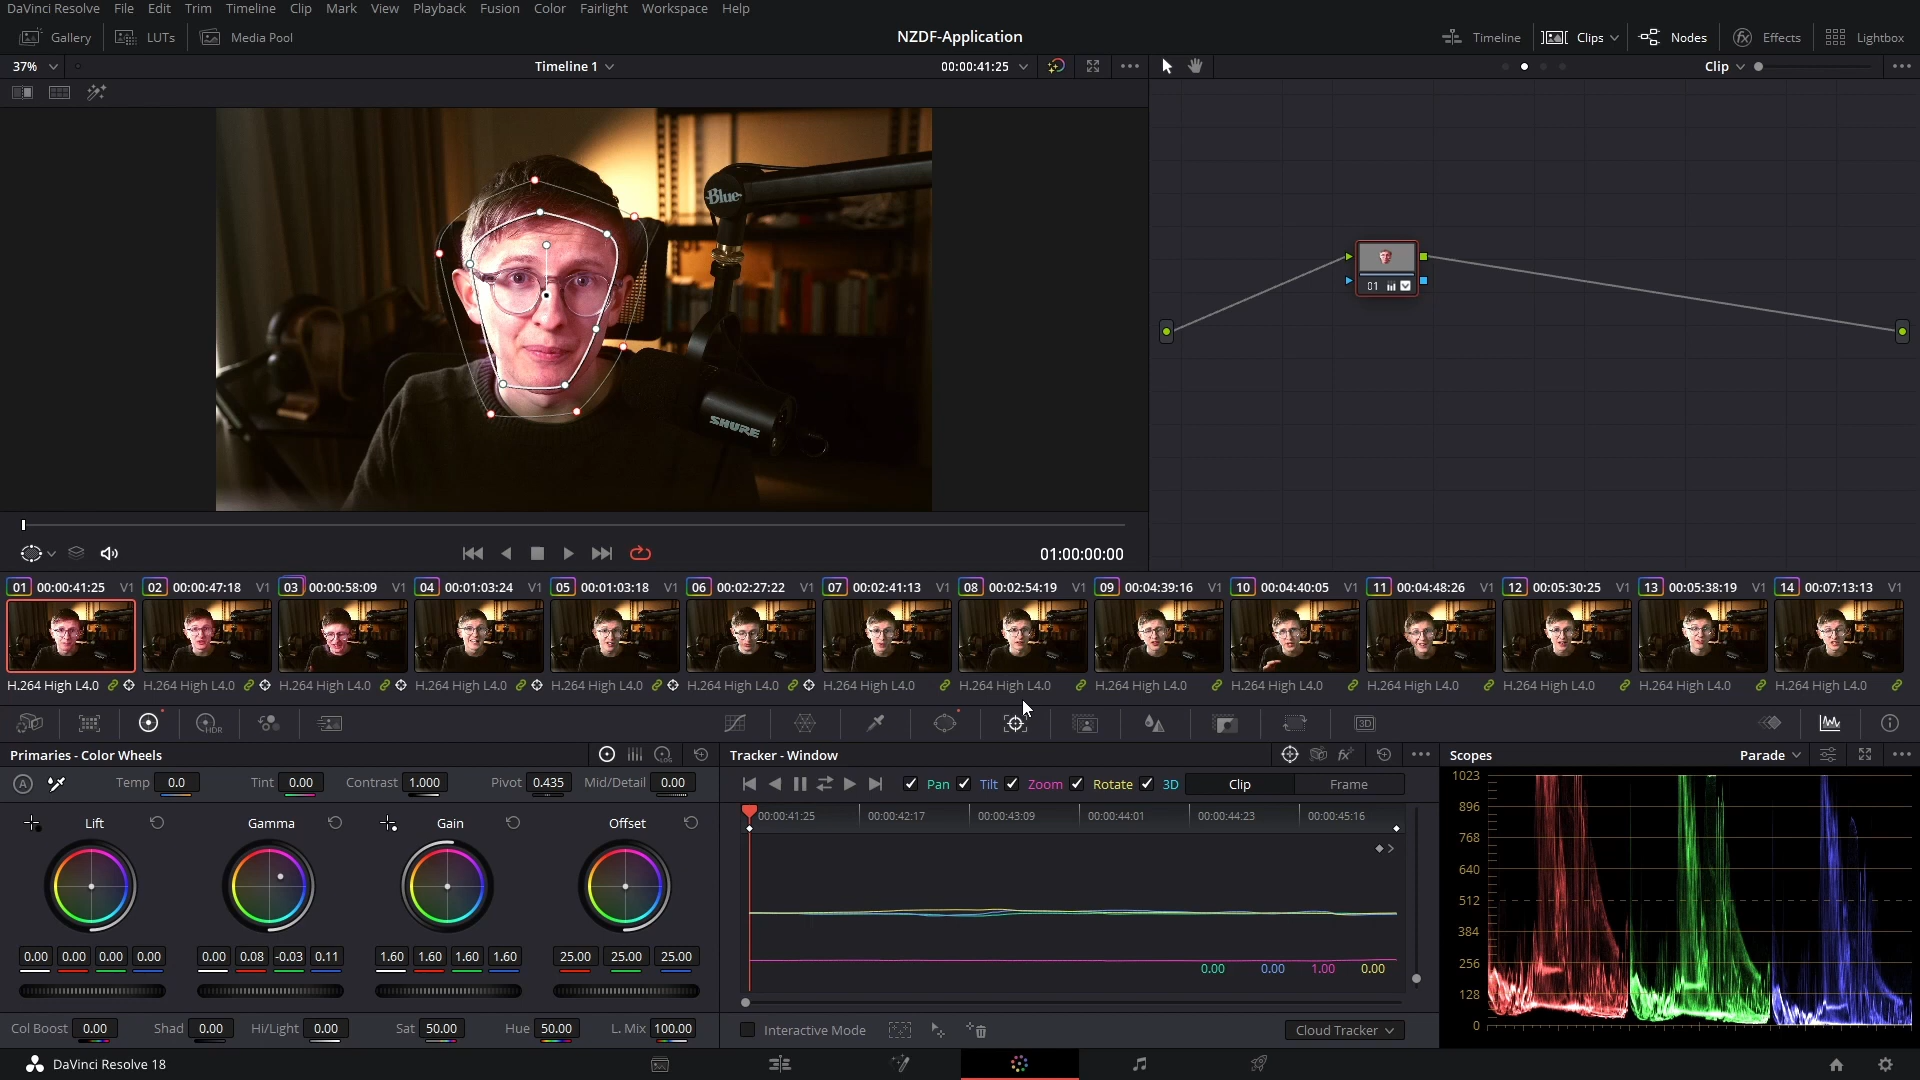 DaVinci Resolve File Edit Trim Timeline Clip Mark View Playback Fusion Color Fairlight Workspace Help
Gallery LUTs Media Pool NZDF-Application Timeline Clips Nodes Effects Lightbox
37% Timeline 1 00:00:41:25 Clip
Blue
SHURE
01
01:00:00:00
01 00:00:41:25 V1 02 00:00:47:18 V1 03 00:00:58:09 V1 04 00:01:03:24 V1 05 00:01:03:18 V1 06 00:02:27:22 V1 07 00:02:41:13 V1 08 00:02:54:19 V1 09 00:04:39:16 V1 10 00:04:40:05 V1 11 00:04:48:26 V1 12 00:05:30:25 V1 13 00:05:38:19 V1 14 00:07:13:13 V1
H.264 High L4.0 H.264 High L4.0 H.264 High L4.0 H.264 High L4.0 H.264 High L4.0 H.264 High L4.0 H.264 High L4.0 H.264 High L4.0 H.264 High L4.0 H.264 High L4.0 H.264 High L4.0 H.264 High L4.0 H.264 High L4.0 H.264 High L4.0
HDR 3D
Primaries - Color Wheels LOG Tracker - Window fx Scopes Parade
A Temp 0.0 Tint 0.00 Contrast 1.000 Pivot 0.435 Mid/Detail 0.00
Pan Tilt Zoom Rotate 3D Clip Frame
Lift Gamma Gain Offset
00:00:41:25 00:00:42:17 00:00:43:09 00:00:44:01 00:00:44:23 00:00:45:16
0.00 0.00 0.00 0.00 0.00 0.08 -0.03 0.11 1.60 1.60 1.60 1.60 25.00 25.00 25.00
0.00 0.00 1.00 0.00
1023
896
768
640
512
384
256
128
0
Col Boost 0.00 Shad 0.00 Hi/Light 0.00 Sat 50.00 Hue 50.00 L. Mix 100.00
Interactive Mode Cloud Tracker
DaVinci Resolve 18